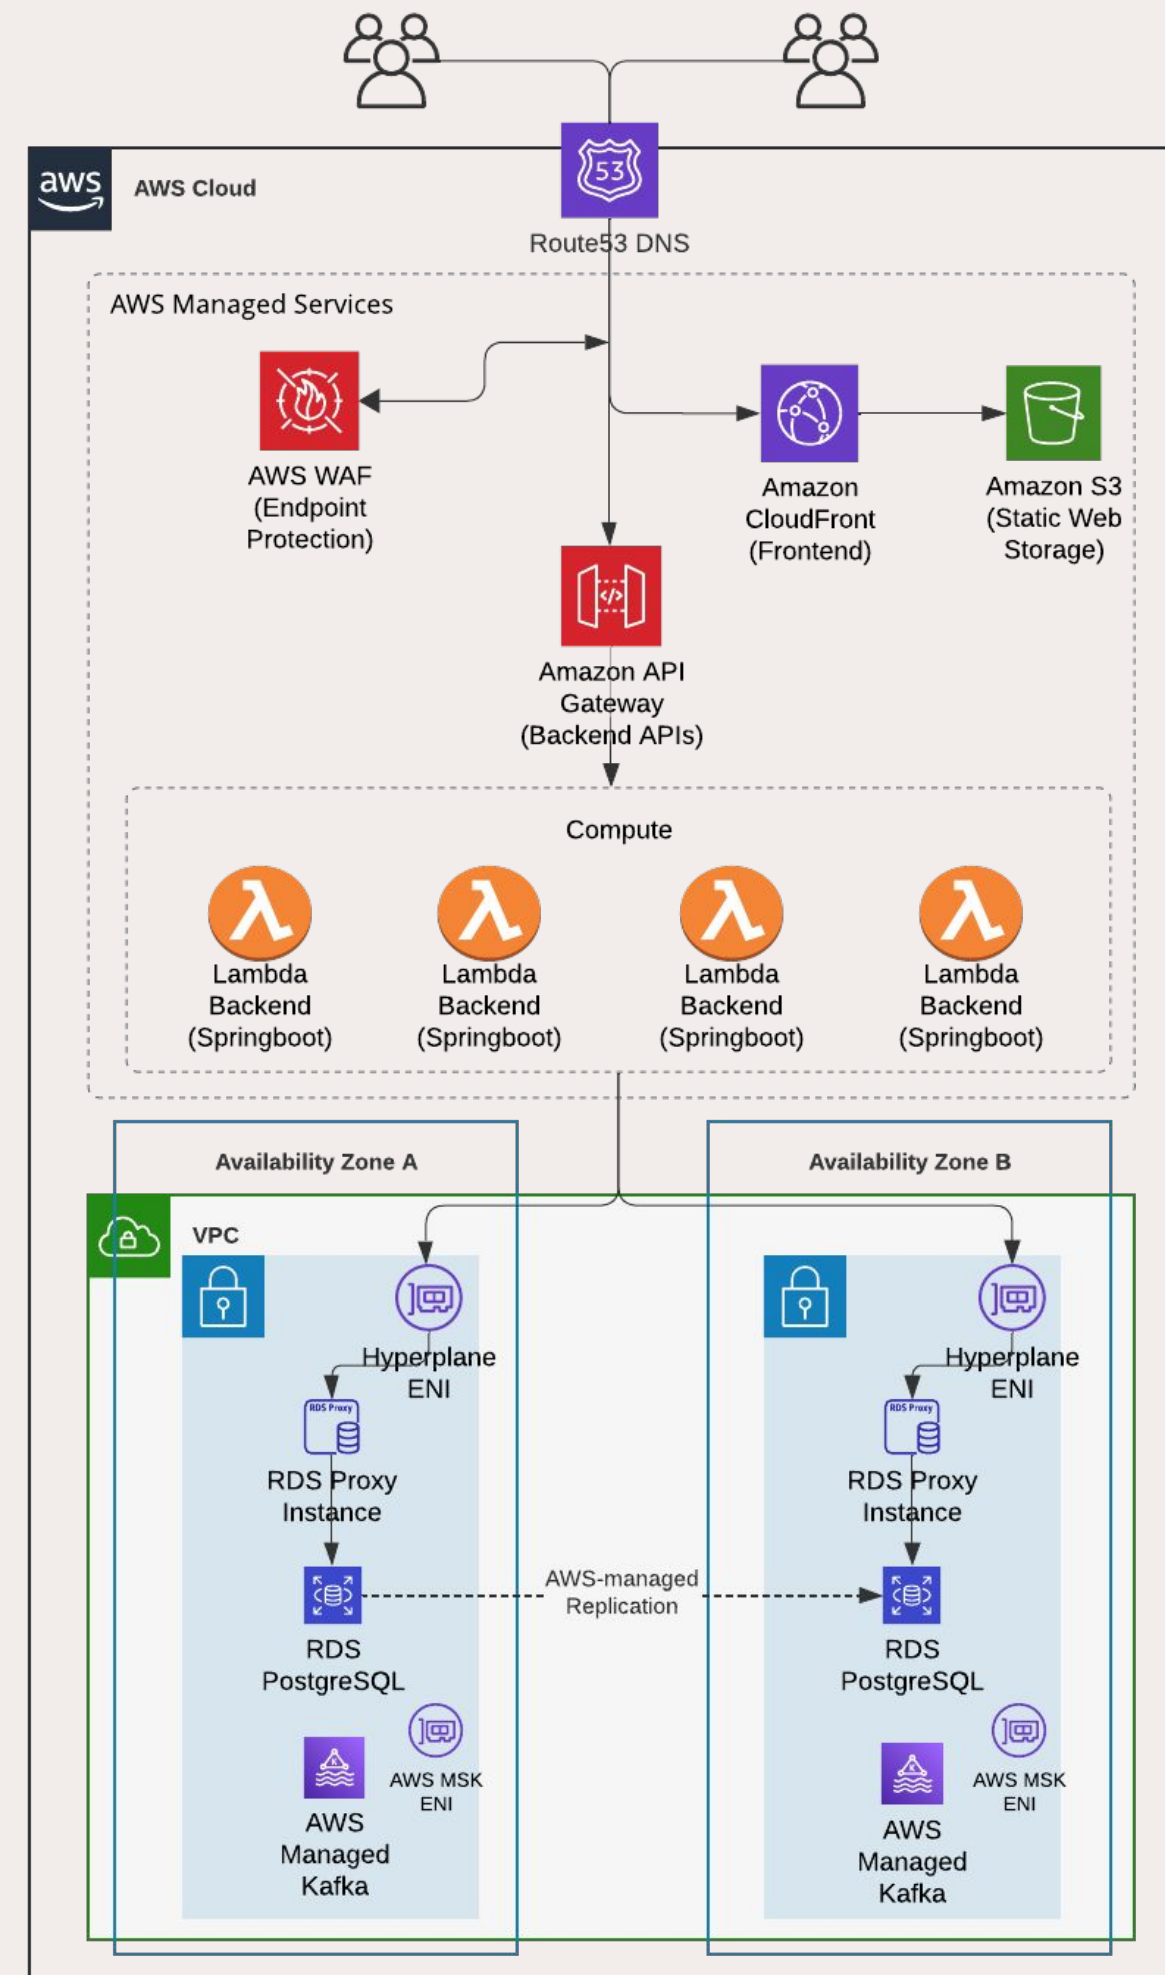 53
aws
AWS Cloud
Route53 DNS
AWS Managed Services
AWS WAF
(Endpoint
Protection)
Amazon
CloudFront
(Frontend)
Amazon S3
(Static Web
Storage)
</>
Amazon API
Gateway
(Backend APIs)
Compute
Lambda
Backend
(Springboot)
Lambda
Backend
(Springboot)
Lambda
Backend
(Springboot)
Lambda
Backend
(Springboot)
Availability Zone A
Availability Zone B
VPC
Hyperplane
ENI
Hyperplane
ENI
RDS Proxy
RDS Proxy
Instance
RDS Proxy
RDS Proxy
Instance
AWS-managed
Replication
RDS
PostgreSQL
RDS
PostgreSQL
AWS MSK
ENI
K
AWS
Managed
Kafka
AWS MSK
ENI
K
AWS
Managed
Kafka